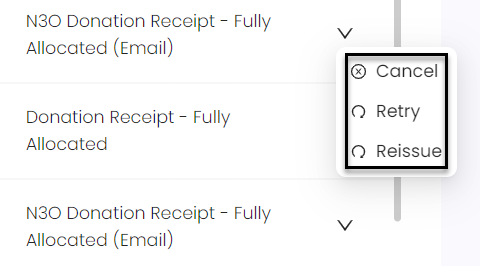 N3O Donation Receipt - Fully
Allocated (Email)
Cancel
Retry
Reissue
Donation Receipt - Fully
Allocated
N3O Donation Receipt - Fully
Allocated (Email)